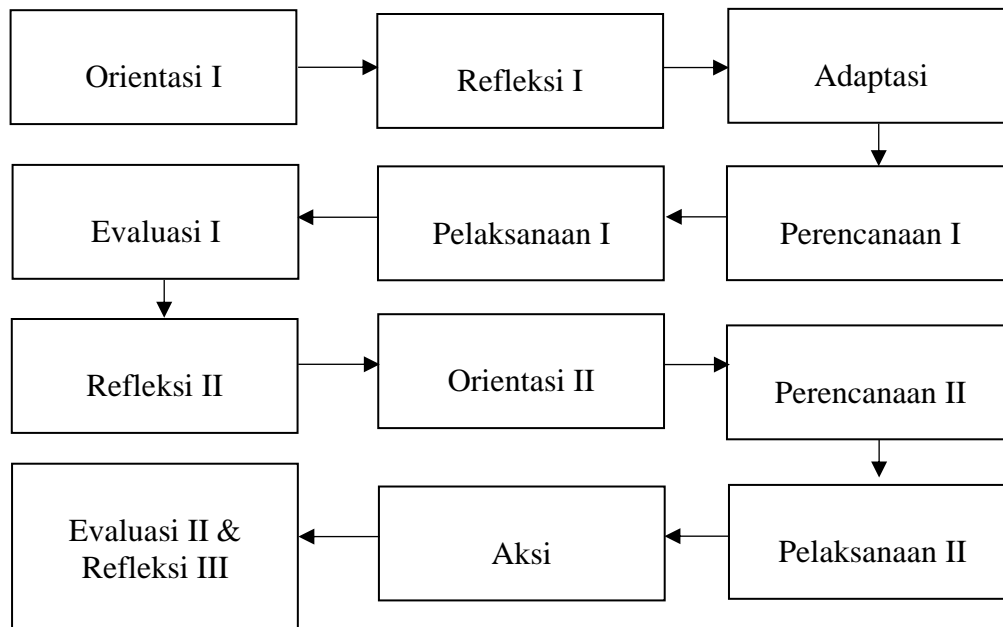 Orientasi I
Refleksi I
Adaptasi
Perencanaan I
Pelaksanaan I
Evaluasi I
Refleksi II
Orientasi II
Perencanaan II
Pelaksanaan II
Aksi
Evaluasi II &
Refleksi III